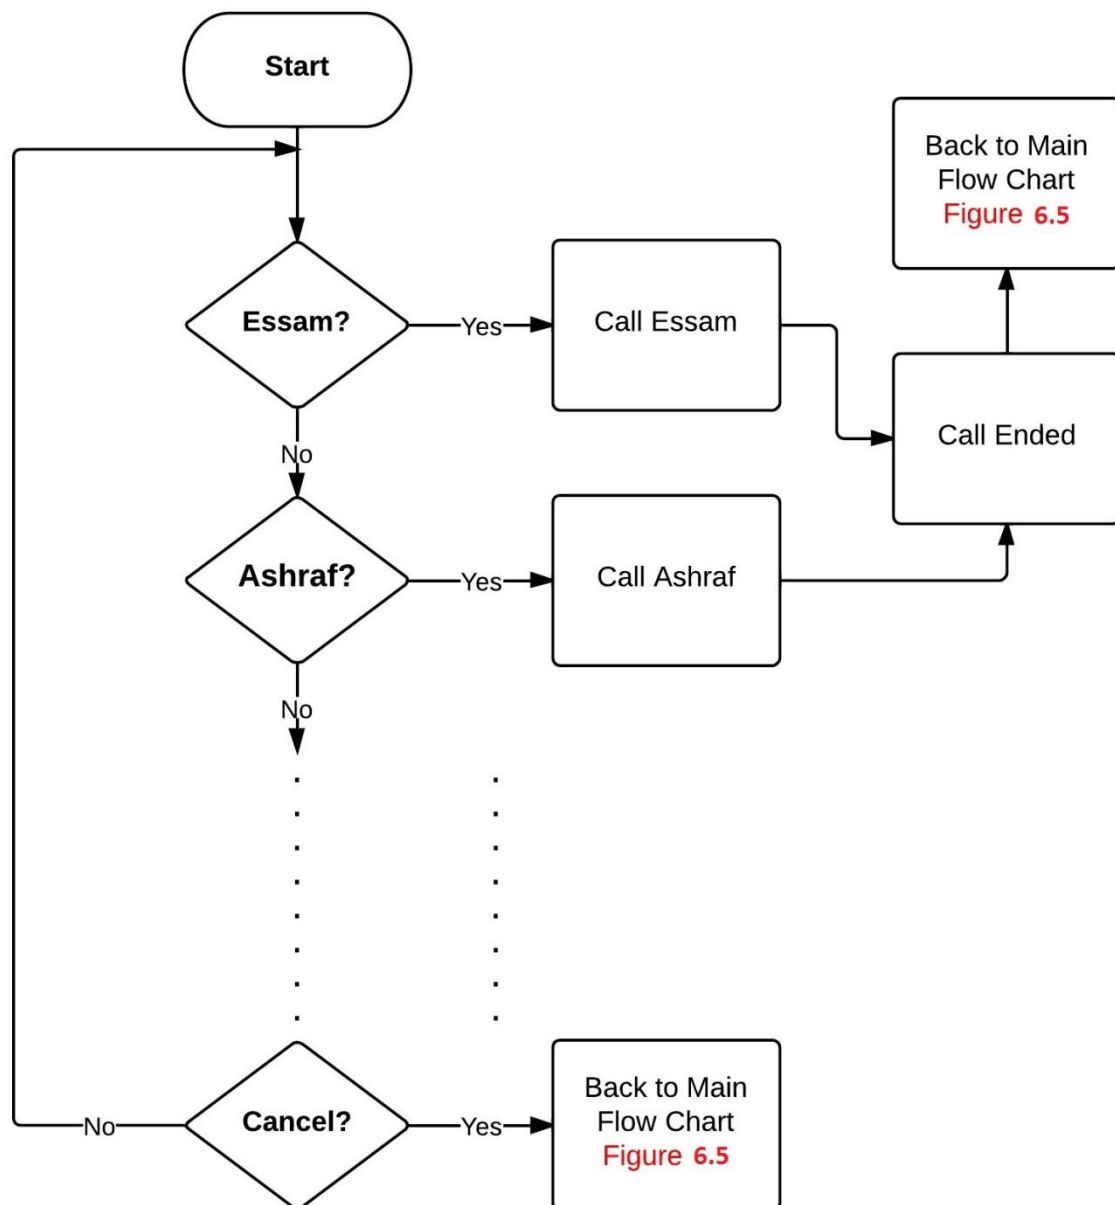 Start
Back to Main
Flow Chart
Figure 6.5
Essam?
Yes
Call Essam
Call Ended
No
Ashraf?
Yes
Call Ashraf
No
Cancel?
No
Yes
Back to Main
Flow Chart
Figure 6.5